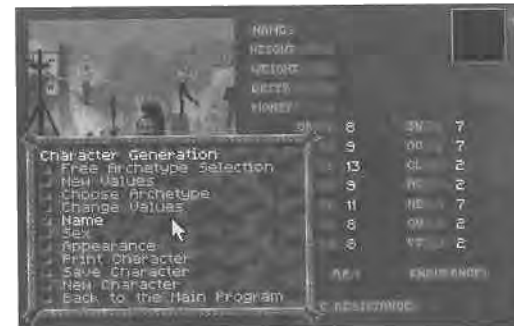 NAME:
HEIGHT
WEIGHT
MONEY
8 7
9 7
13 CL 2
9 2
11 7
8 2
8 2
Character Generation
Free Archetype Selection
New Values
Choose Archetype
Change Values
Name
Sex
Appearance
Print Character
Save Character
New Character
Back to the Main Program
ENDURANCE:
RESISTANCE: